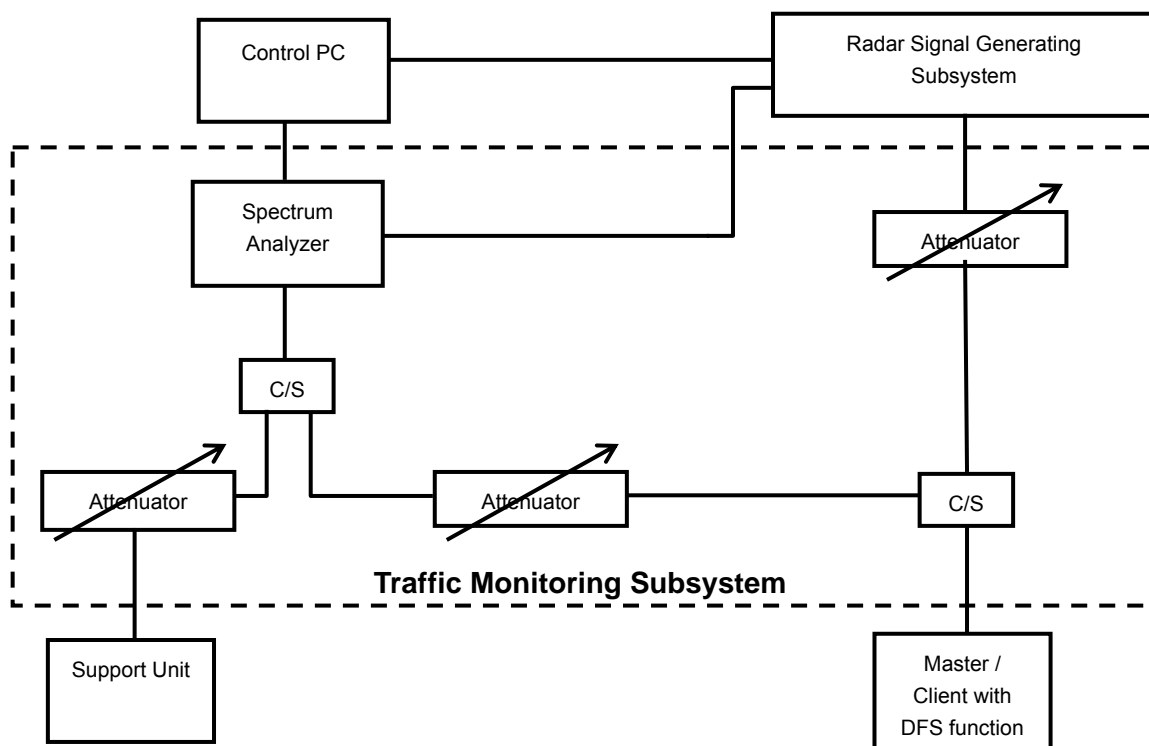 Control PC
Radar Signal Generating
Subsystem
Spectrum
Analyzer
Attenuator
C/S
Attenuator
Attenuator
C/S
Traffic Monitoring Subsystem
Support Unit
Master /
Client with
DFS function